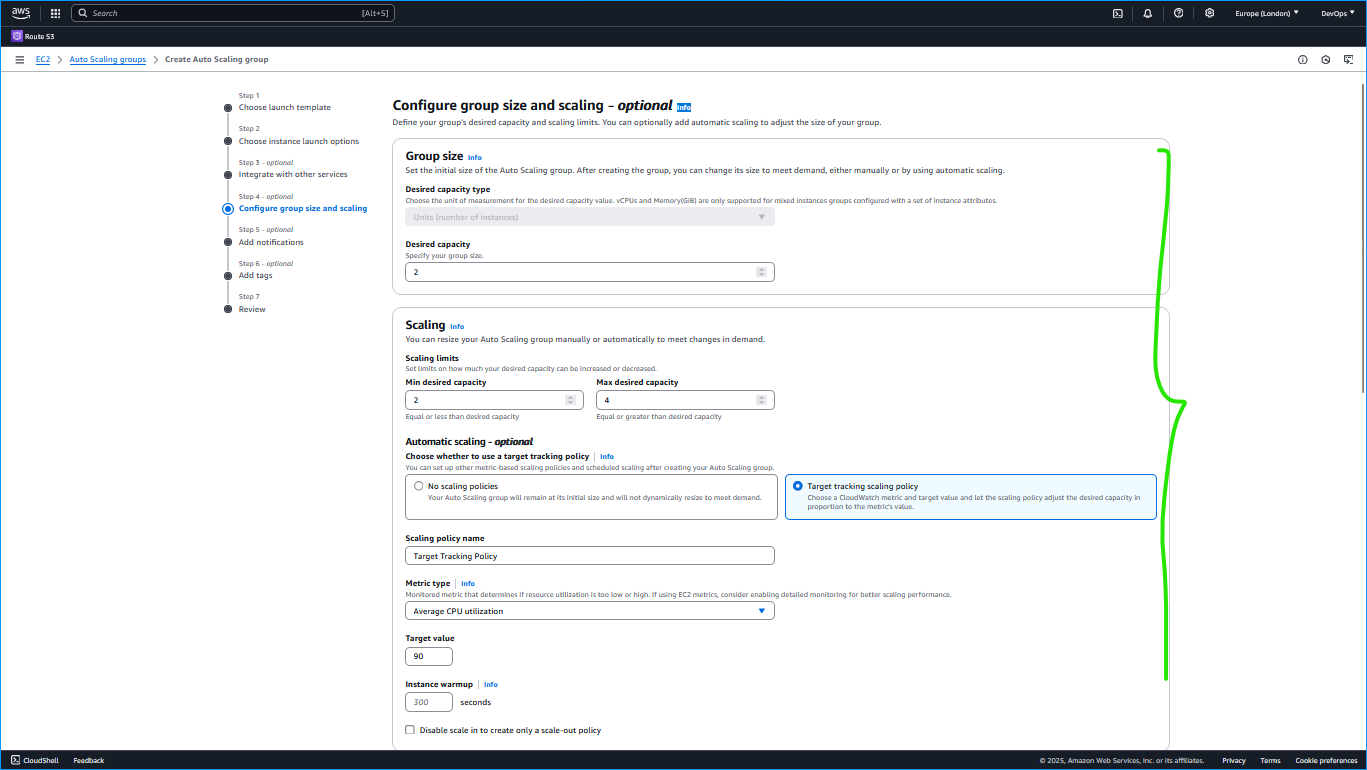 aws
Search [Alt+S]
Europe (London)
DevOps
Route 53
EC2 > Auto Scaling groups > Create Auto Scaling group
Step 1
Choose launch template
Step 2
Choose instance launch options
Step 3 - optional
Integrate with other services
Step 4 - optional
Configure group size and scaling
Step 5 - optional
Add notifications
Step 6 - optional
Add tags
Step 7
Review
Configure group size and scaling - optional Info
Define your group's desired capacity and scaling limits. You can optionally add automatic scaling to adjust the size of your group.
Group size Info
Set the initial size of the Auto Scaling group. After creating the group, you can change its size to meet demand, either manually or by using automatic scaling.
Desired capacity type
Choose the unit of measurement for the desired capacity value. vCPUs and Memory(GiB) are only supported for mixed instances groups configured with a set of instance attributes.
Units (number of instances)
Desired capacity
Specify your group size.
2
Scaling Info
You can resize your Auto Scaling group manually or automatically to meet changes in demand.
Scaling limits
Set limits on how much your desired capacity can be increased or decreased.
Min desired capacity
2
Equal or less than desired capacity
Max desired capacity
4
Equal or greater than desired capacity
Automatic scaling - optional
Choose whether to use a target tracking policy | Info
You can set up other metric-based scaling policies and scheduled scaling after creating your Auto Scaling group.
No scaling policies
Your Auto Scaling group will remain at its initial size and will not dynamically resize to meet demand.
Target tracking scaling policy
Choose a CloudWatch metric and target value and let the scaling policy adjust the desired capacity in
proportion to the metric's value.
Scaling policy name
Target Tracking Policy
Metric type | Info
Monitored metric that determines if resource utilization is too low or high. If using EC2 metrics, consider enabling detailed monitoring for better scaling performance.
Average CPU utilization
Target value
90
Instance warmup | Info
300 seconds
Disable scale in to create only a scale-out policy
CloudShell Feedback
© 2025, Amazon Web Services, Inc. or its affiliates. Privacy Terms Cookie preferences